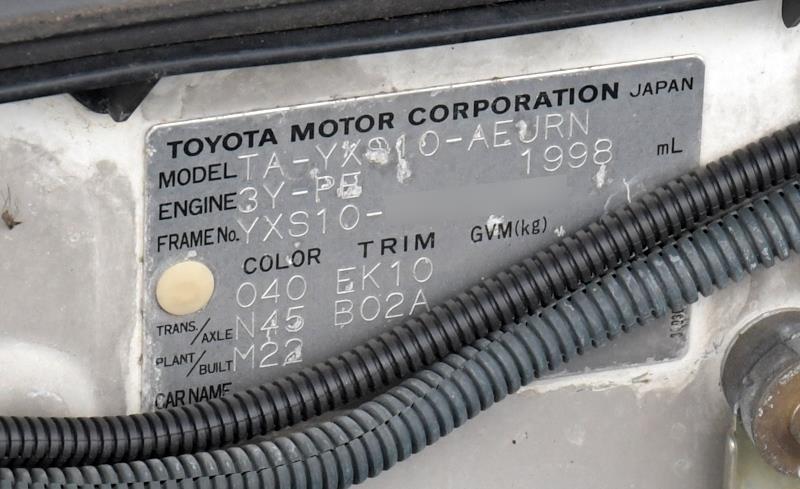 TOYOTA MOTOR CORPORATION JAPAN
MODEL TA-YXS10-AEURN
ENGINE 3Y-PE 1998 mL
FRAME No. YXS10-
COLOR TRIM GVM(kg)
040 EK10
TRANS./AXLE N45 B02A
PLANT/BUILT M22
CAR NAME